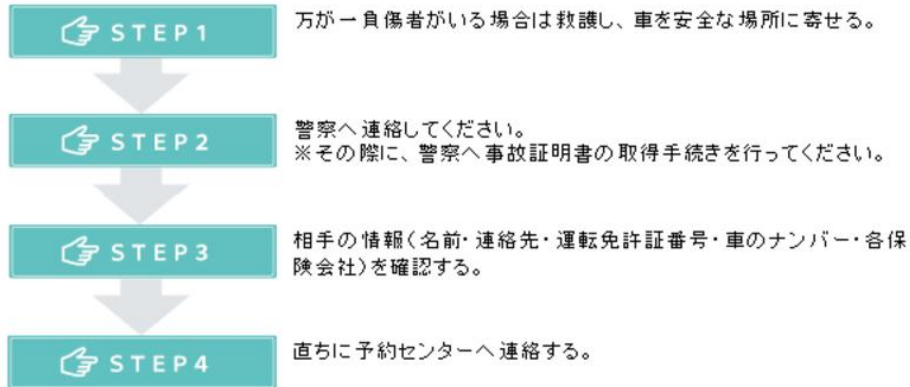 STEP1
万が一負傷者がいる場合は救護し、車を安全な場所に寄せる。
STEP2
警察へ連絡してください。
※その際に、警察へ事故証明書の取得手続きを行ってください。
STEP3
相手の情報(名前・連絡先・運転免許証番号・車のナンバー・各保
険会社)を確認する。
STEP4
直ちに予約センターへ連絡する。